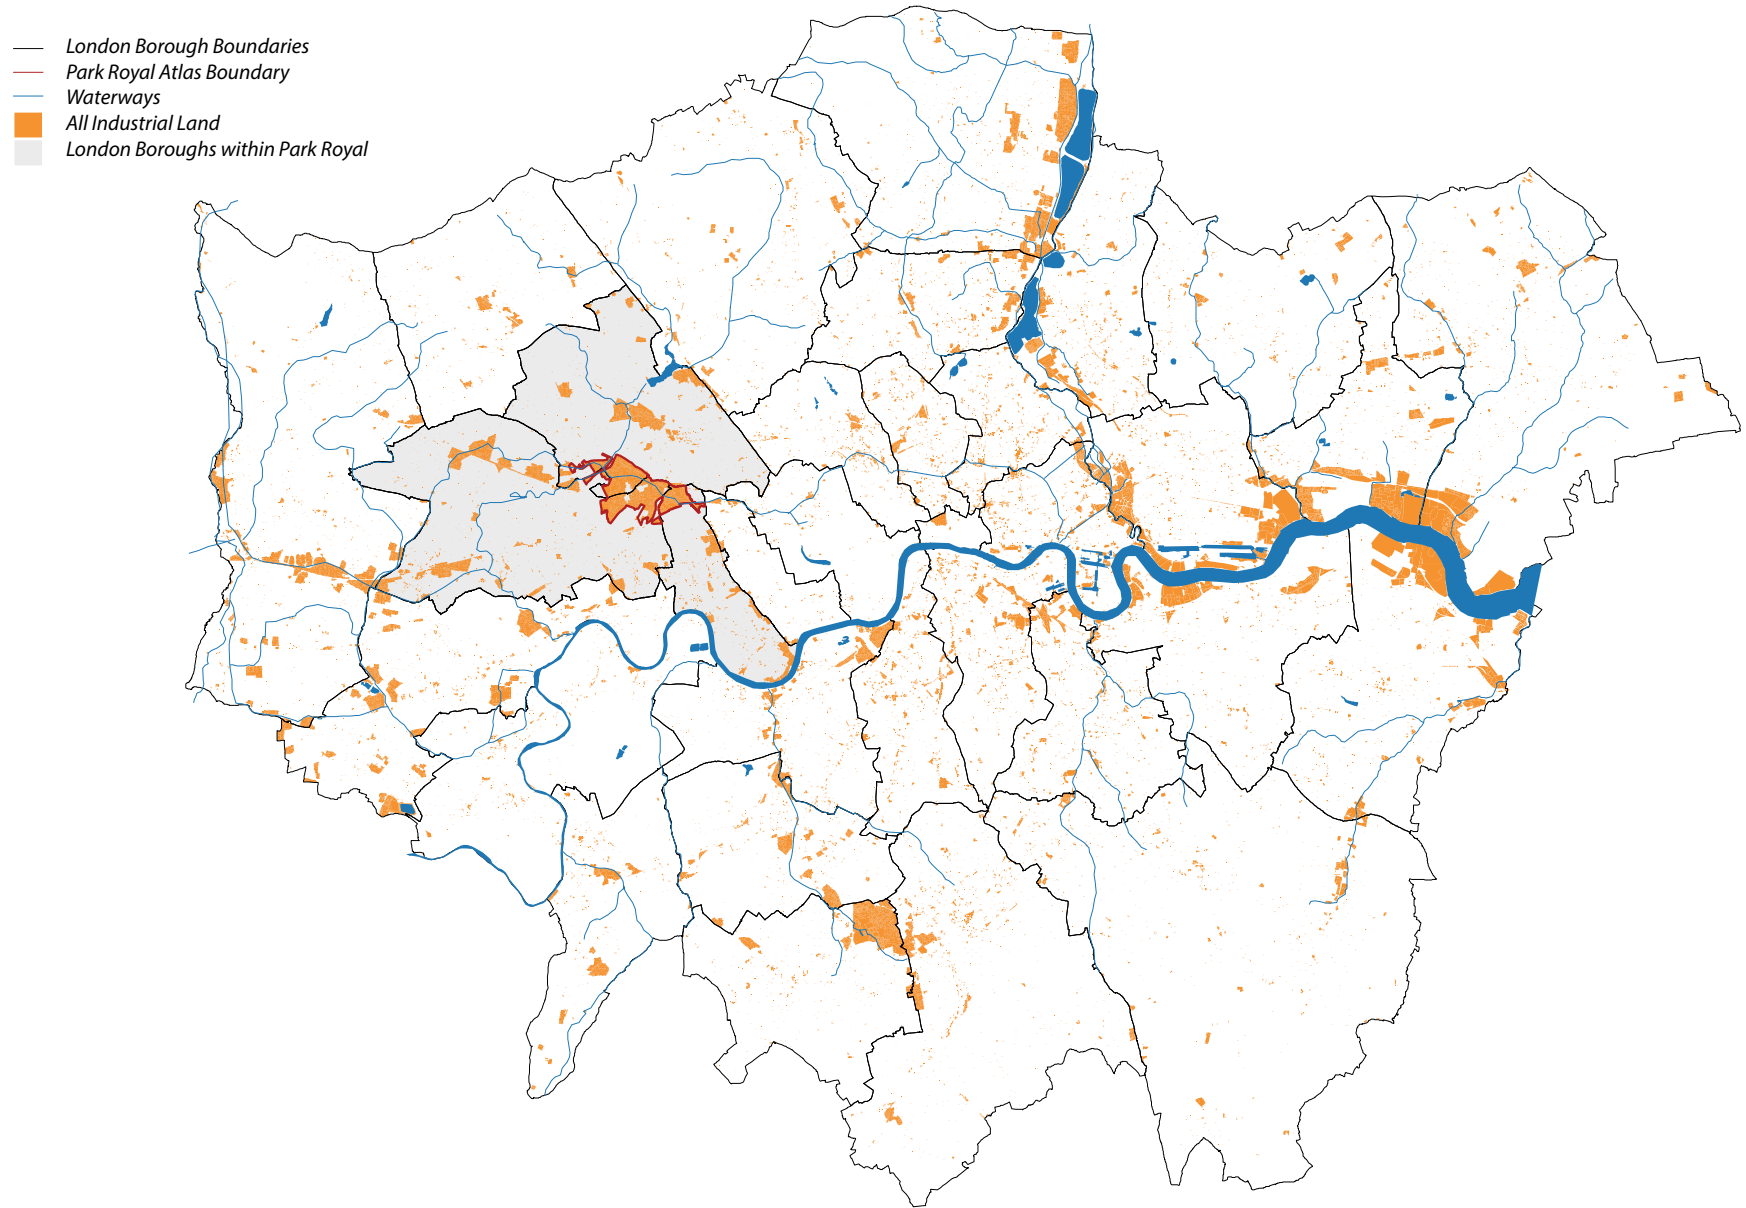 London Borough Boundaries
Park Royal Atlas Boundary
Waterways
All Industrial Land
London Boroughs within Park Royal